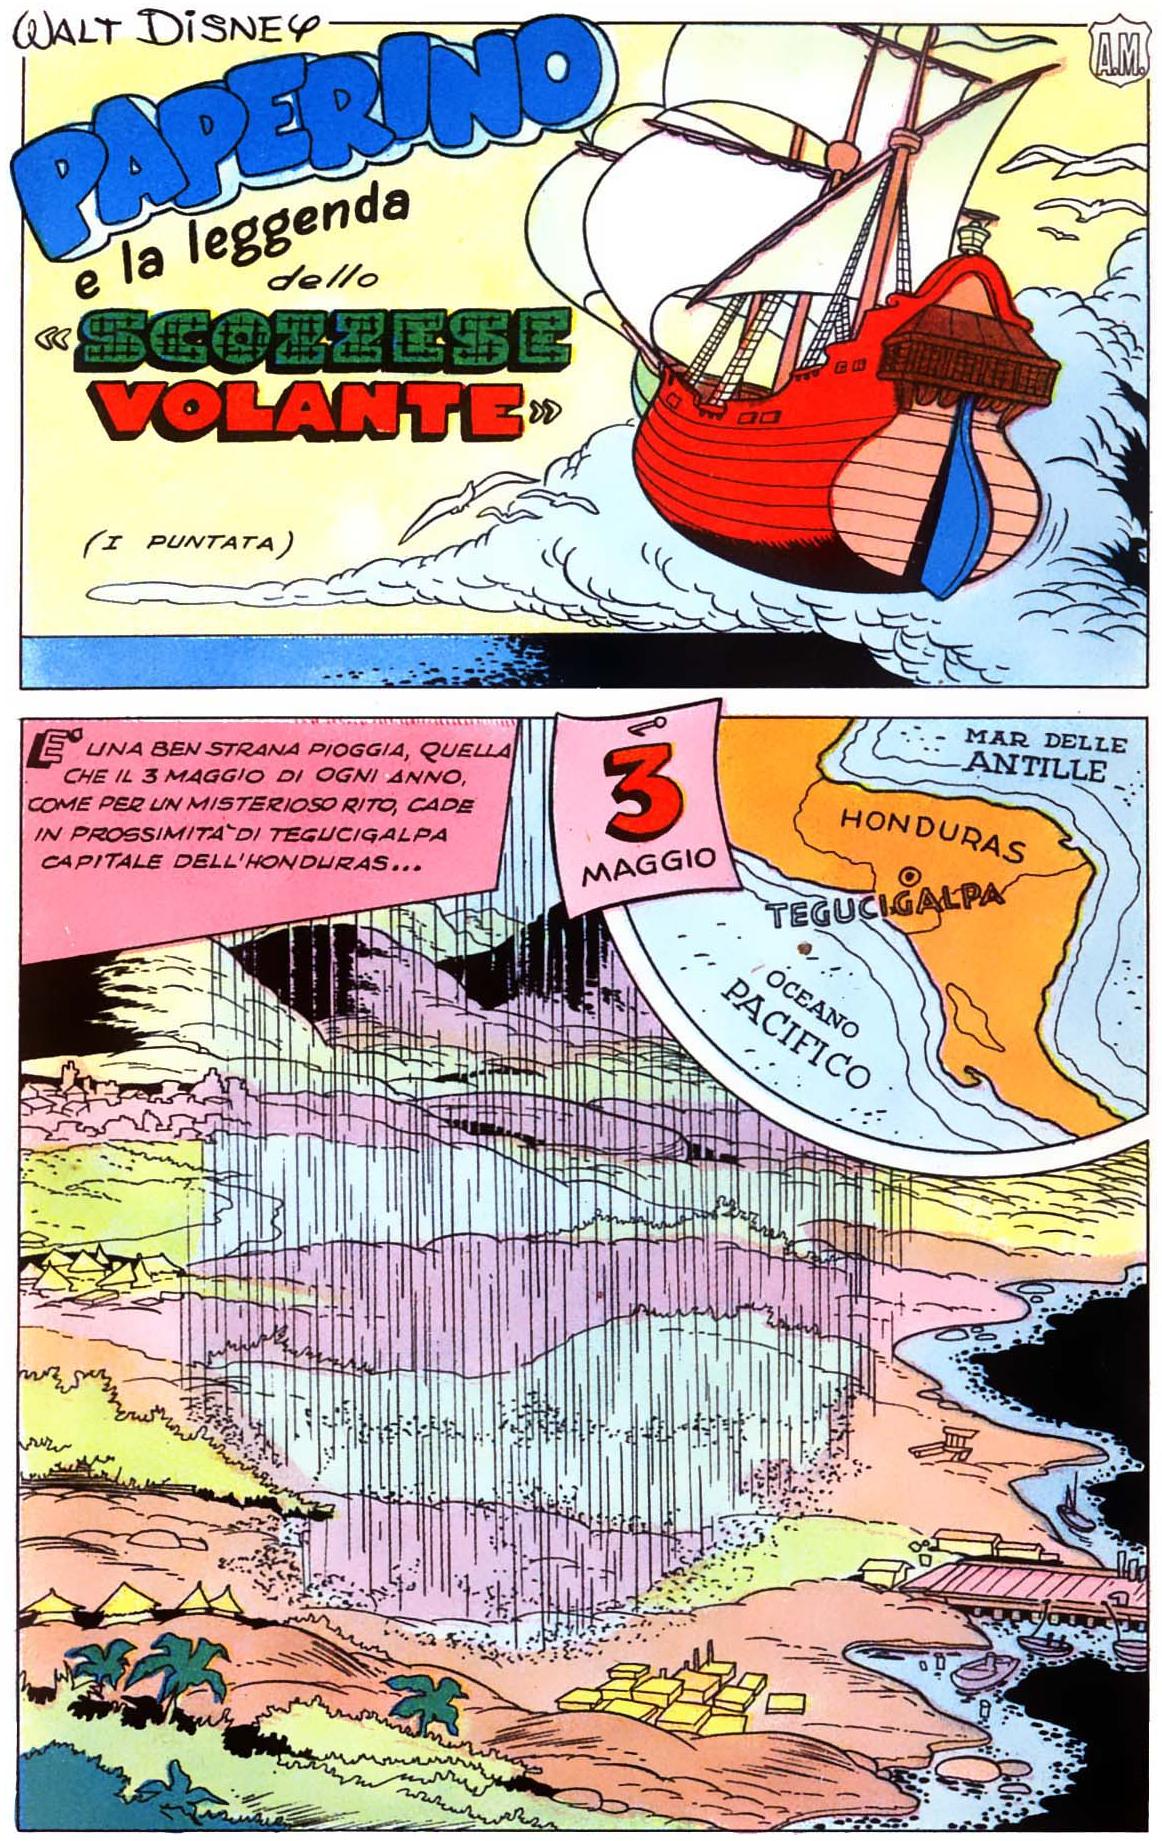 WALT DISNEY
A.M.
PAPERINO
e la leggenda
dello
«SCOZZESE
VOLANTE»
(I PUNTATA)
E' UNA BEN STRANA PIOGGIA, QUELLA
CHE IL 3 MAGGIO DI OGNI ANNO,
COME PER UN MISTERIOSO RITO, CADE
IN PROSSIMITA' DI TEGUCIGALPA
CAPITALE DELL'HONDURAS...
3
MAGGIO
MAR DELLE
ANTILLE
HONDURAS
TEGUCIGALPA
OCEANO
PACIFICO